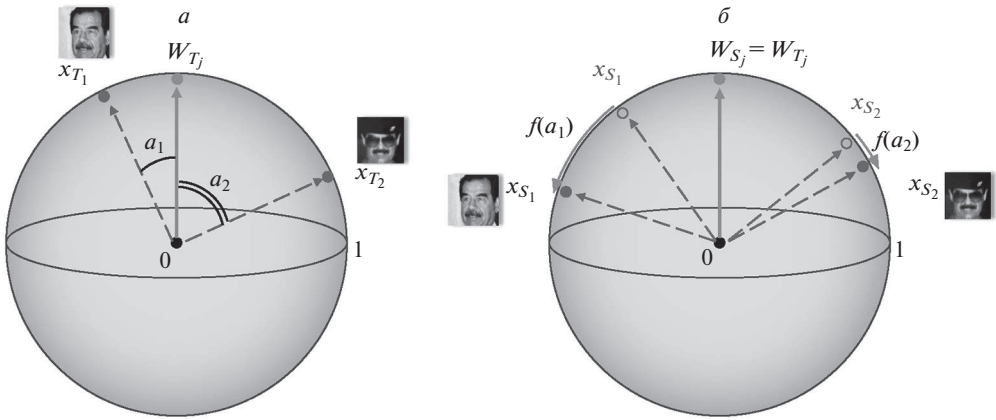 а
x_{T_1}
W_{T_j}
a_1
a_2
x_{T_2}
0
1
б
W_{S_j} = W_{T_j}
x_{S_1}
x_{S_2}
f(a_1)
f(a_2)
x_{S_1}
x_{S_2}
0
1